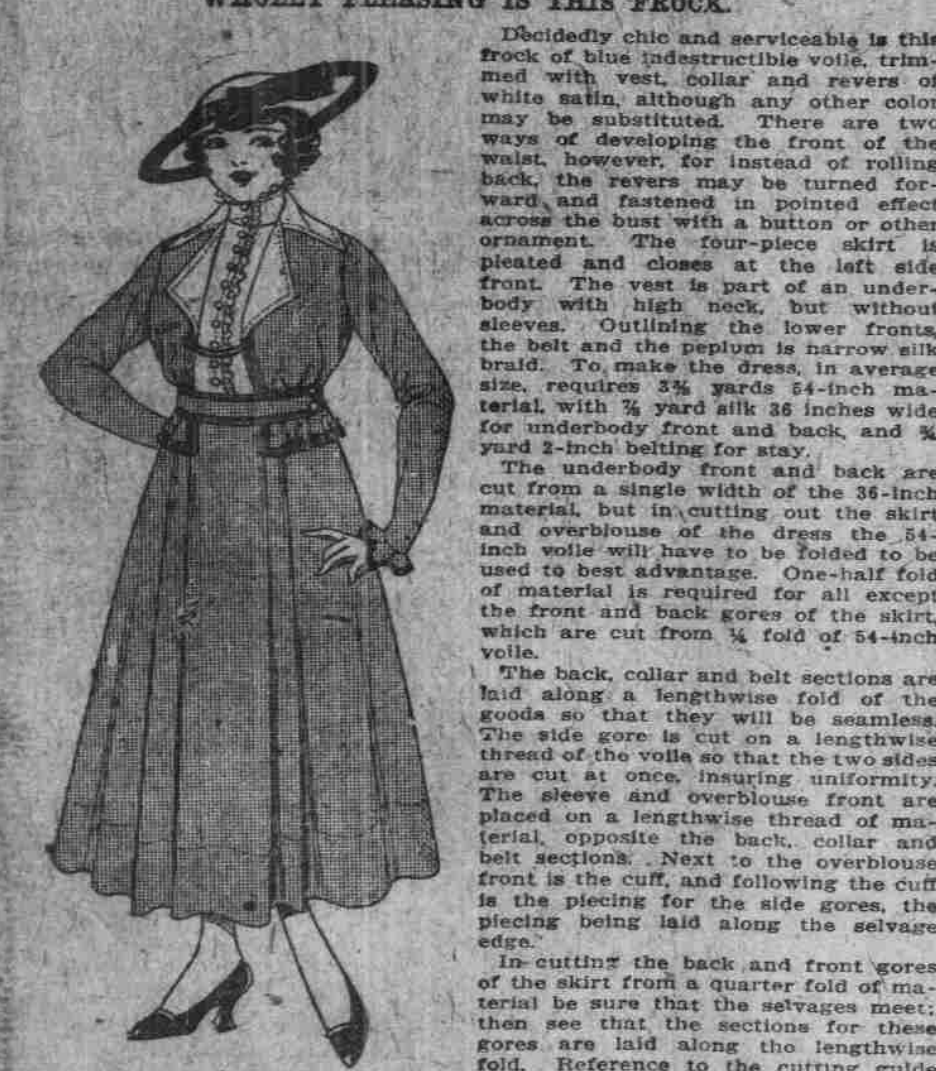 WHOLLY PLEASING IS THIS FROCK.
Decidedly chic and serviceable is this
frock of blue indestructible voile, trim-
med with vest, collar and revers of
white satin, although any other color
may be substituted. There are two
ways of developing the front of the
waist, however, for instead of rolling
back, the revers may be turned for-
ward and fastened in pointed effect
across the bust with a button or other
ornament. The four-piece skirt is
pleated and closes at the left side
front. The vest is part of an under-
body with high neck, but without
sleeves. Outlining the lower fronts,
the belt and the peplum is narrow silk
braid. To make the dress, in average
size, requires 3⅝ yards 54-inch ma-
terial, with ⅞ yard silk 36 inches wide
for underbody front and back, and ¾
yard 2-inch belting for stay.
The underbody front and back are
cut from a single width of the 36-inch
material, but in cutting out the skirt
and overblouse of the dress the 54-
inch voile will have to be folded to be
used to best advantage. One-half fold
of material is required for all except
the front and back gores of the skirt,
which are cut from ¼ fold of 54-inch
voile.
The back, collar and belt sections are
laid along a lengthwise fold of the
goods so that they will be seamless.
The side gore is cut on a lengthwise
thread of the voile so that the two sides
are cut at once, insuring uniformity.
The sleeve and overblouse front are
placed on a lengthwise thread of ma-
terial, opposite the back, collar and
belt sections. Next to the overblouse
front is the cuff, and following the cuff
is the piecing for the side gores, the
piecing being laid along the selvage
edge.
In cutting the back and front gores
of the skirt from a quarter fold of ma-
terial be sure that the selvages meet;
then see that the sections for these
gores are laid along the lengthwise
fold. Reference to the cutting guide